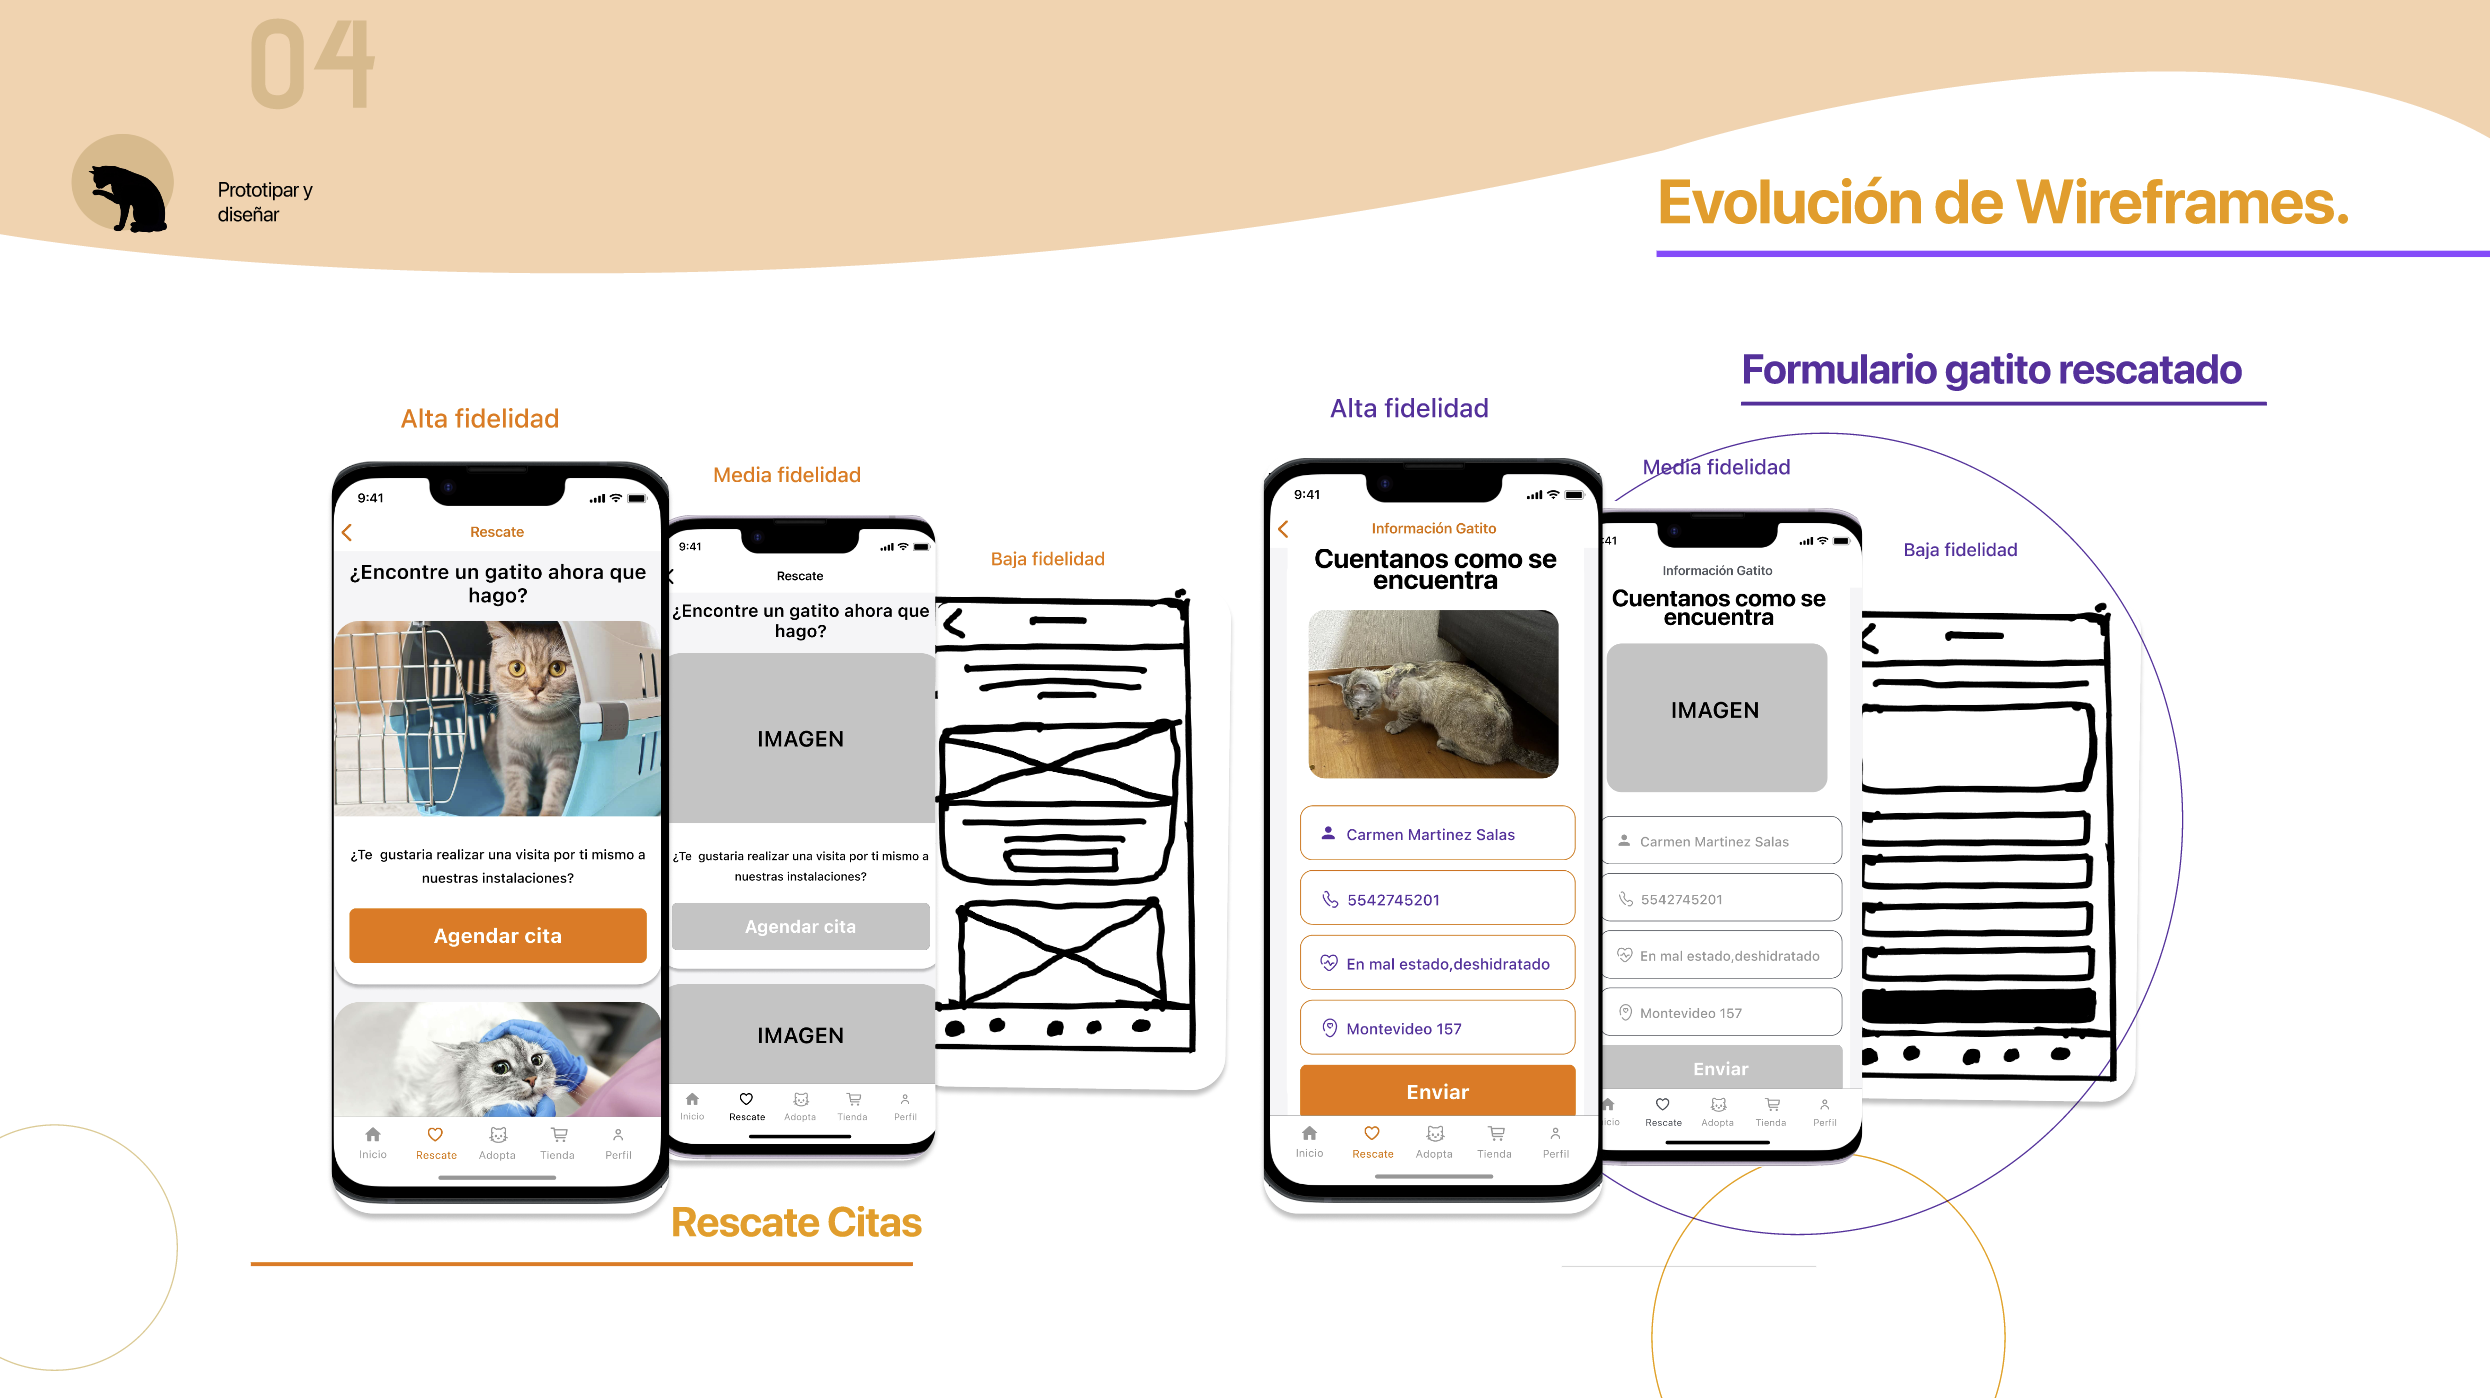 04
Prototipar y
diseñar
Evolución de Wireframes.
Alta fidelidad
9:41
Rescate
¿Encontre un gatito ahora que
hago?
¿Te gustaria realizar una visita por ti mismo a
nuestras instalaciones?
Agendar cita
Inicio Rescate Adopta Tienda Perfil
Media fidelidad
9:41
Rescate
¿Encontre un gatito ahora que
hago?
IMAGEN
¿Te gustaria realizar una visita por ti mismo a
nuestras instalaciones?
Agendar cita
IMAGEN
Inicio Rescate Adopta Tienda Perfil
Baja fidelidad
Rescate Citas
Formulario gatito rescatado
Alta fidelidad
9:41
Información Gatito
Cuentanos como se
encuentra
Carmen Martinez Salas
5542745201
En mal estado,deshidratado
Montevideo 157
Enviar
Inicio Rescate Adopta Tienda Perfil
Media fidelidad
:41
Información Gatito
Cuentanos como se
encuentra
IMAGEN
Carmen Martinez Salas
5542745201
En mal estado,deshidratado
Montevideo 157
Enviar
icio Rescate Adopta Tienda Perfil
Baja fidelidad